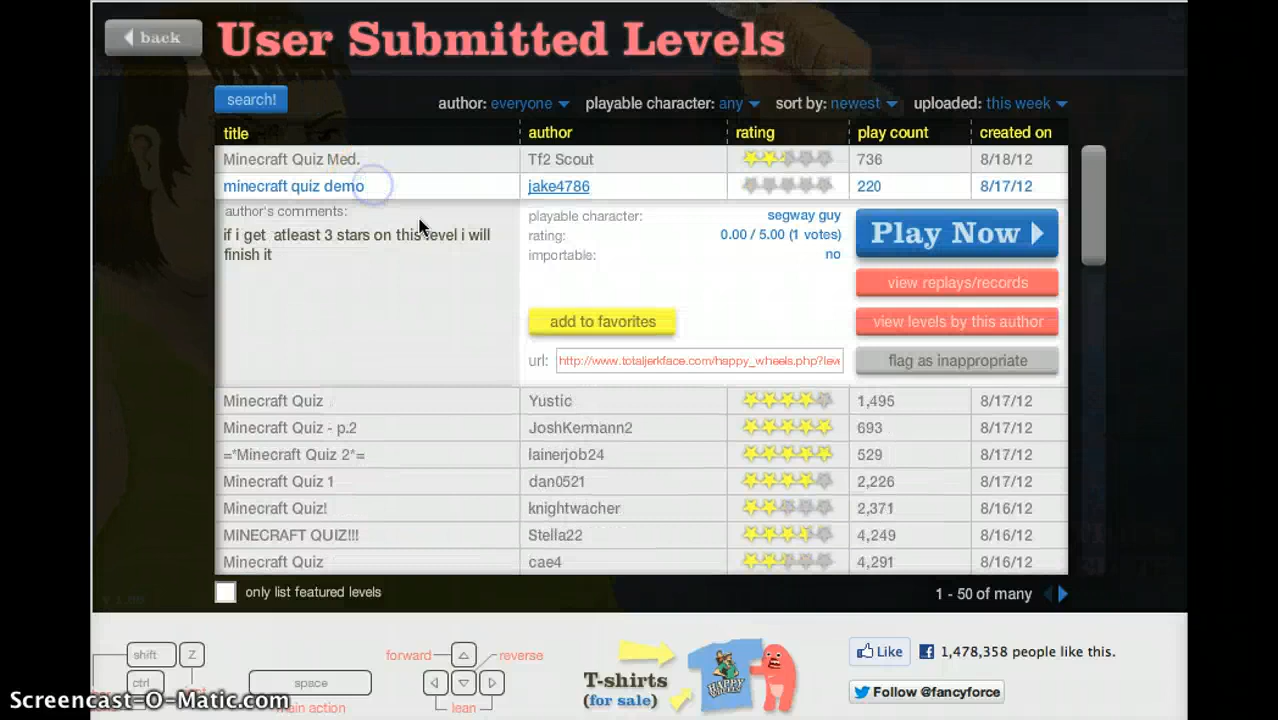 back
User Submitted Levels
search!
author: everyone playable character: any sort by: newest uploaded: this week
title author rating play count created on
Minecraft Quiz Med. Tf2 Scout 736 8/18/12
minecraft quiz demo jake4786 220 8/17/12
author's comments:
if i get atleast 3 stars on this level i will
finish it
playable character: segway guy
rating: 0.00 / 5.00 (1 votes)
importable: no
add to favorites
url: http://www.totaljerkface.com/happy_wheels.php?leve
Play Now
view replays/records
view levels by this author
flag as inappropriate
Minecraft Quiz Yustic 1,495 8/17/12
Minecraft Quiz - p.2 JoshKermann2 693 8/17/12
=*Minecraft Quiz 2*= lainerjob24 529 8/17/12
Minecraft Quiz 1 dan0521 2,226 8/17/12
Minecraft Quiz! knightwacher 2,371 8/16/12
MINECRAFT QUIZ!!! Stella22 4,249 8/16/12
Minecraft Quiz cae4 4,291 8/16/12
only list featured levels
1 - 50 of many
shift Z
ctrl
space
main action
forward reverse
lean
T-shirts
(for sale)
HAPPY WHEELS
Like 1,478,358 people like this.
Follow @fancyforce
Screencast-O-Matic.com